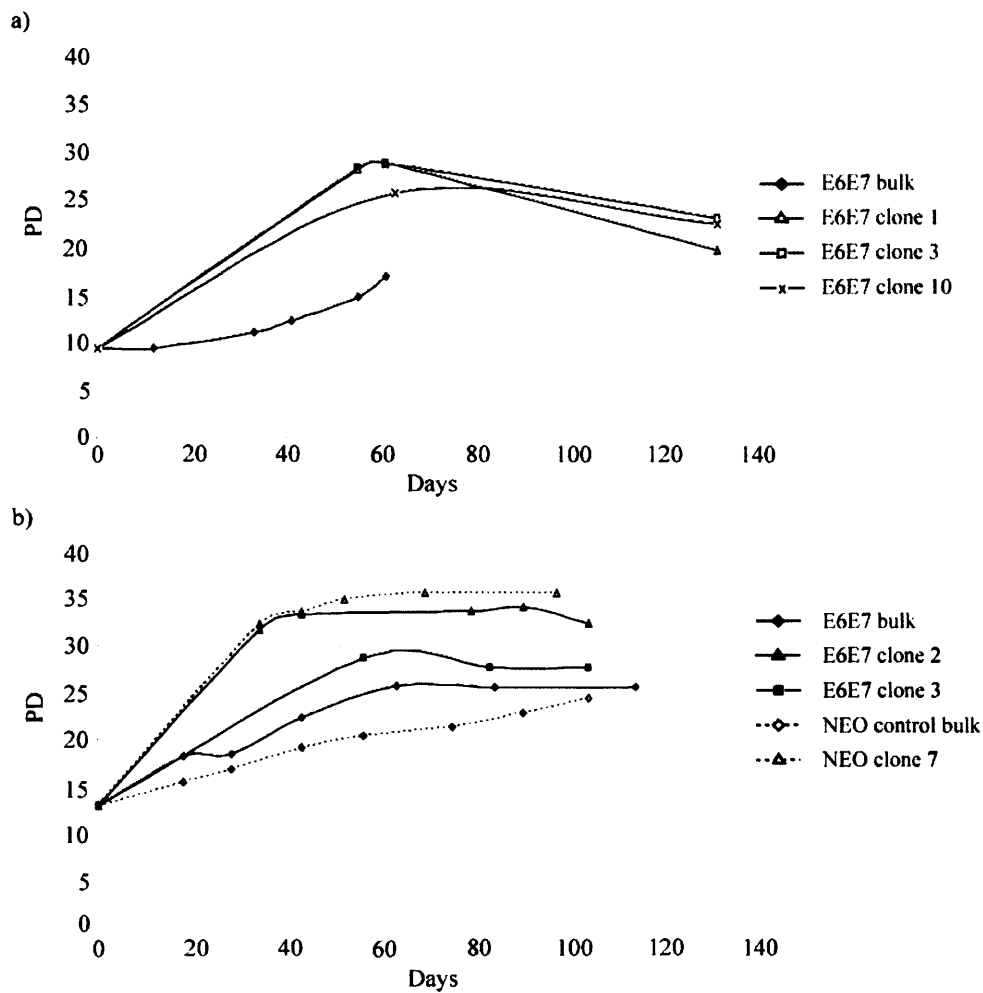 a)
40
35
30
25
20
15
10
5
0
PD
0 20 40 60 80 100 120 140
Days
E6E7 bulk
E6E7 clone 1
E6E7 clone 3
E6E7 clone 10
b)
40
35
30
25
20
15
10
5
0
PD
0 20 40 60 80 100 120 140
Days
E6E7 bulk
E6E7 clone 2
E6E7 clone 3
NEO control bulk
NEO clone 7